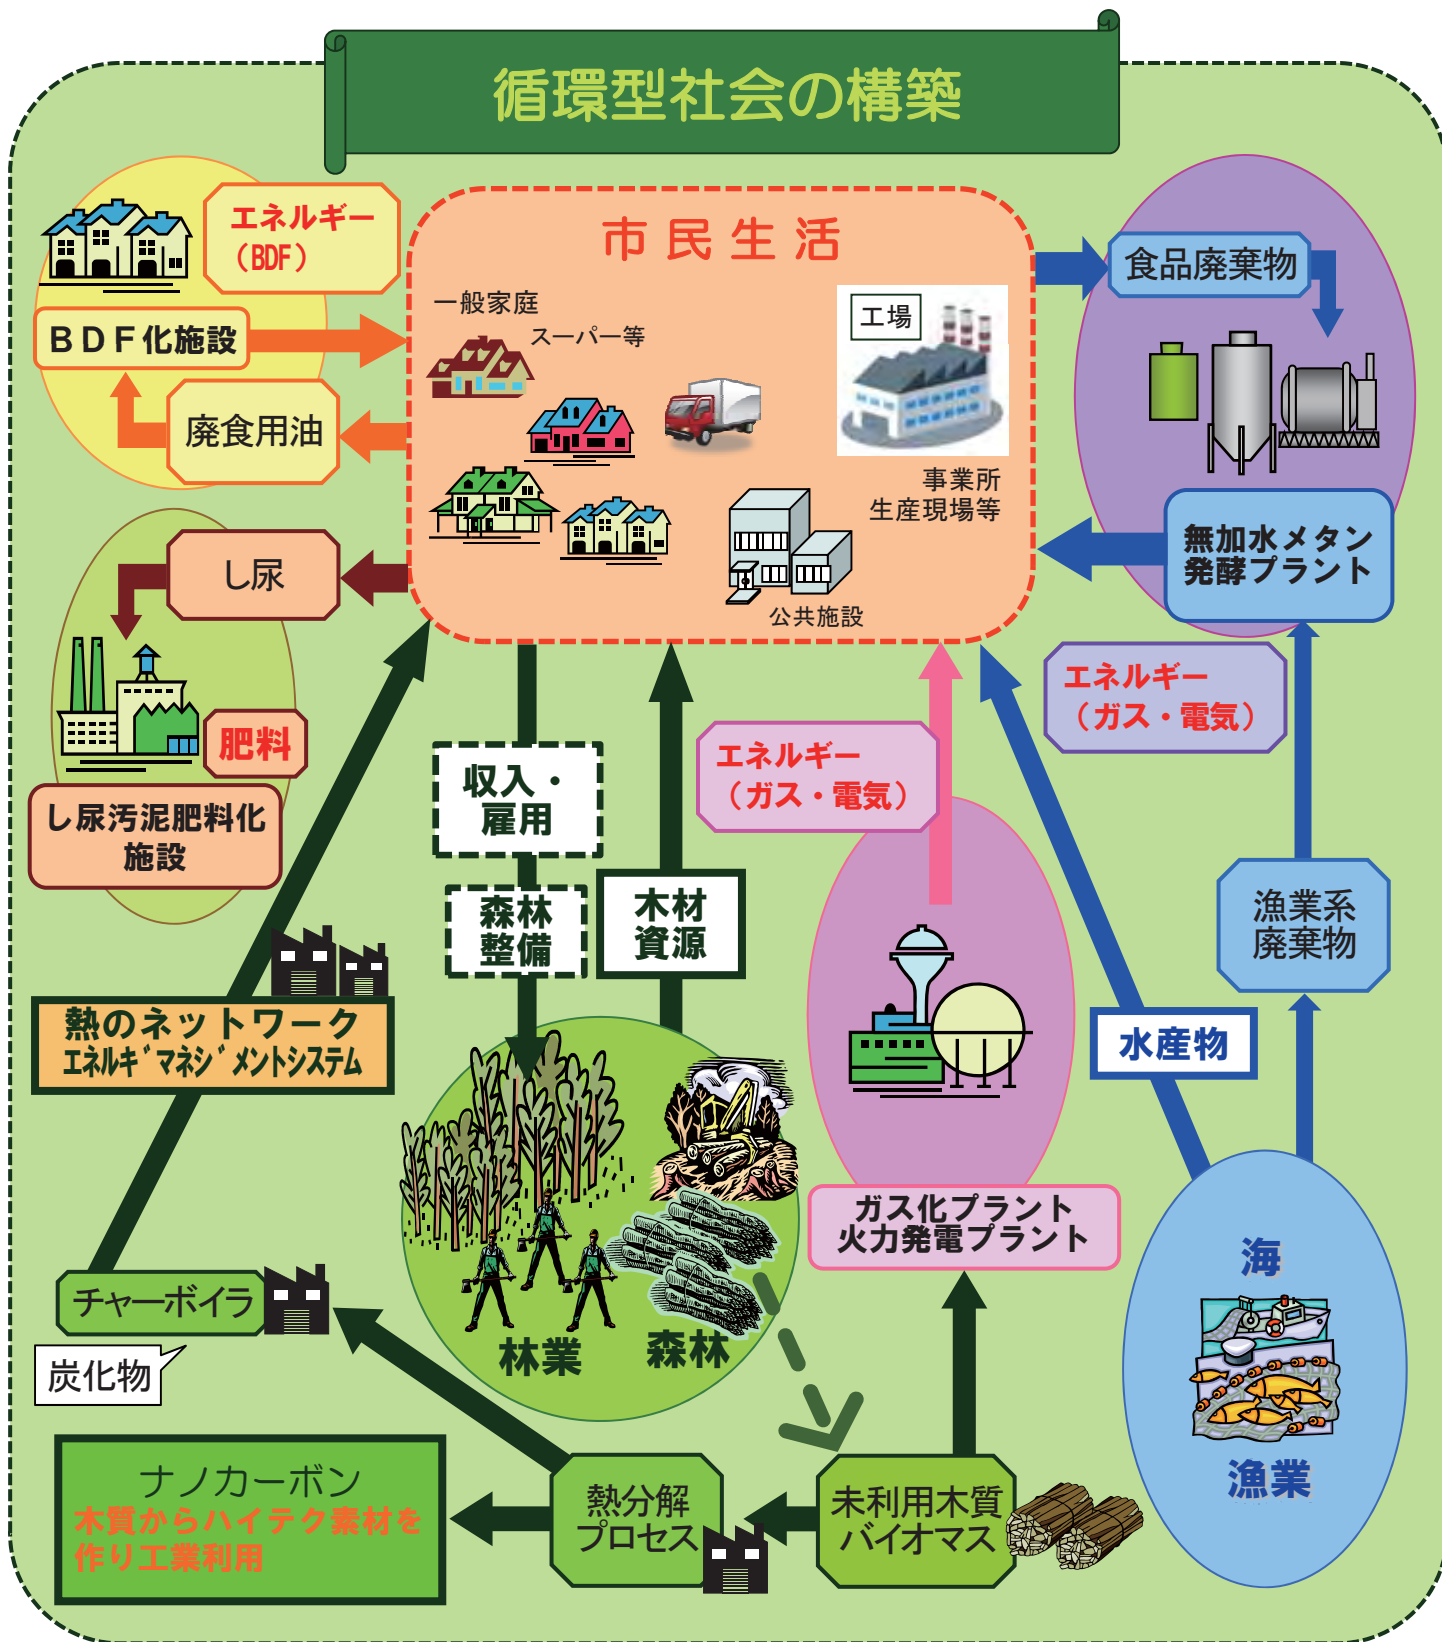 循環型社会の構築
エネルギー
（BDF）
ＢＤＦ化施設
廃食用油
市民生活
一般家庭
スーパー等
工場
事業所
生産現場等
公共施設
食品廃棄物
無加水メタン
発酵プラント
エネルギー
（ガス・電気）
し尿
肥料
し尿汚泥肥料化
施設
収入・
雇用
森林
整備
木材
資源
エネルギー
（ガス・電気）
漁業系
廃棄物
水産物
熱のネットワーク
エネルギﾞマネジﾞメントシステム
ガス化プラント
火力発電プラント
海
漁業
林業
森林
チャーボイラ
炭化物
ナノカーボン
木質からハイテク素材を
作り工業利用
熱分解
プロセス
未利用木質
バイオマス